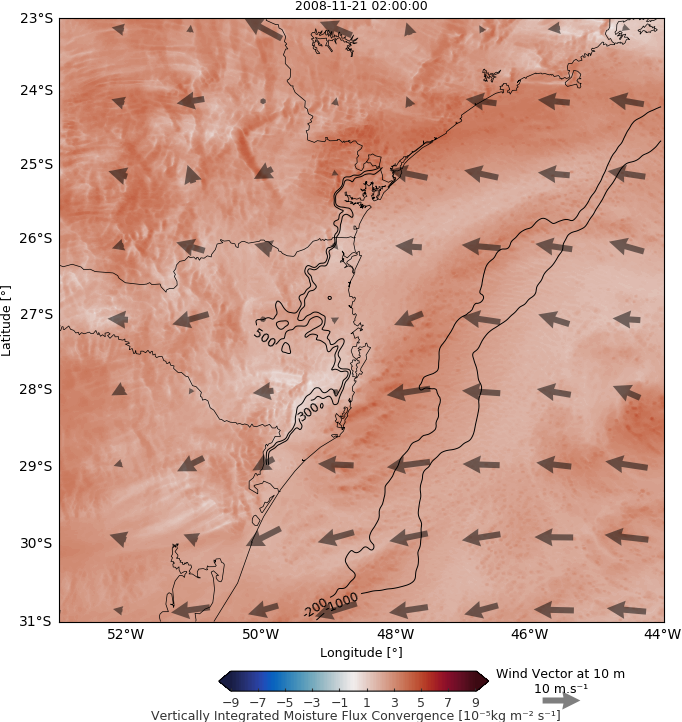 2008-11-21 02:00:00
23°S
24°S
25°S
26°S
27°S
28°S
29°S
30°S
31°S
Latitude [°]
500
300
-200
-1000
52°W 50°W 48°W 46°W 44°W
Longitude [°]
Wind Vector at 10 m
10 m.s⁻¹
−9 −7 −5 −3 −1 1 3 5 7 9
Vertically Integrated Moisture Flux Convergence [10⁻⁵kg m⁻² s⁻¹]